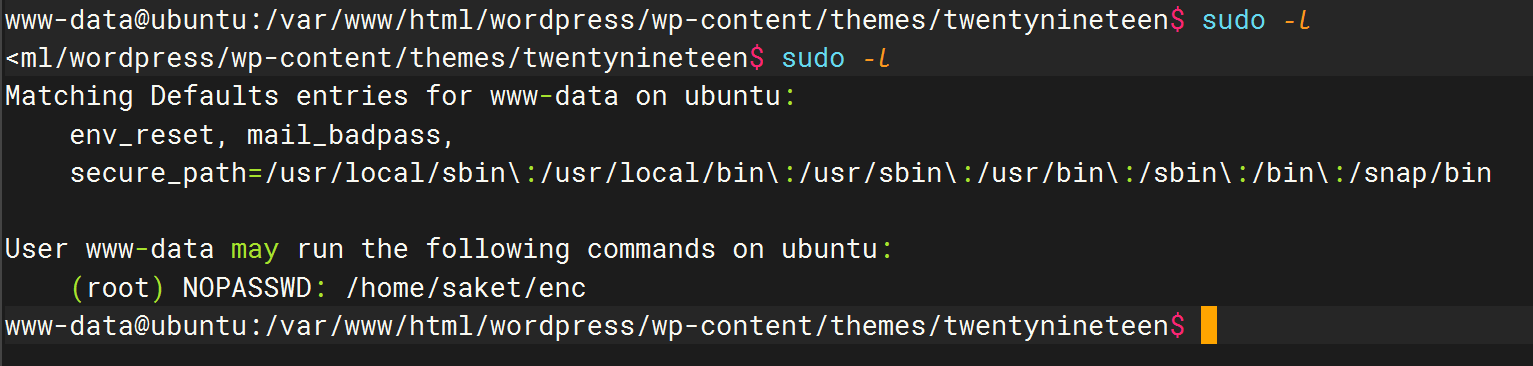 www-data@ubuntu:/var/www/html/wordpress/wp-content/themes/twentynineteen$ sudo -l
<ml/wordpress/wp-content/themes/twentynineteen$ sudo -l
Matching Defaults entries for www-data on ubuntu:
    env_reset, mail_badpass,
    secure_path=/usr/local/sbin\:/usr/local/bin\:/usr/sbin\:/usr/bin\:/sbin\:/bin\:/snap/bin

User www-data may run the following commands on ubuntu:
    (root) NOPASSWD: /home/saket/enc
www-data@ubuntu:/var/www/html/wordpress/wp-content/themes/twentynineteen$